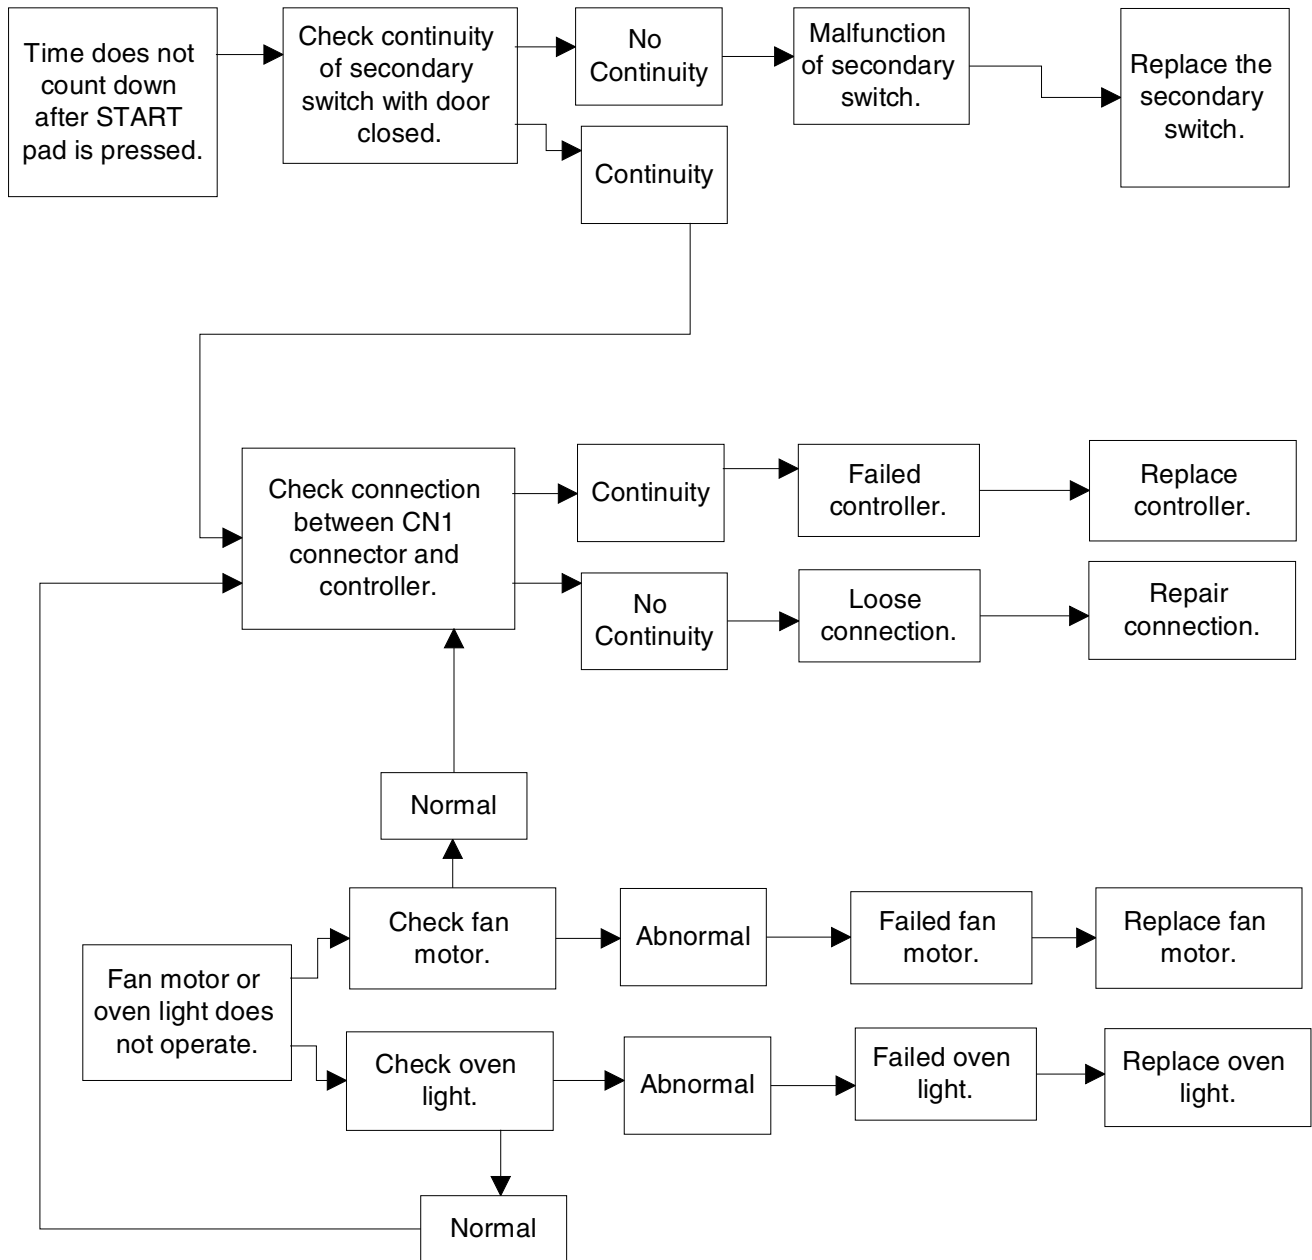 Time does not
count down
after START
pad is pressed.
Check continuity
of secondary
switch with door
closed.
No
Continuity
Malfunction
of secondary
switch.
Replace the
secondary
switch.
Continuity
Check connection
between CN1
connector and
controller.
Continuity
Failed
controller.
Replace
controller.
No
Continuity
Loose
connection.
Repair
connection.
Normal
Fan motor or
oven light does
not operate.
Check fan
motor.
Abnormal
Failed fan
motor.
Replace fan
motor.
Check oven
light.
Abnormal
Failed oven
light.
Replace oven
light.
Normal